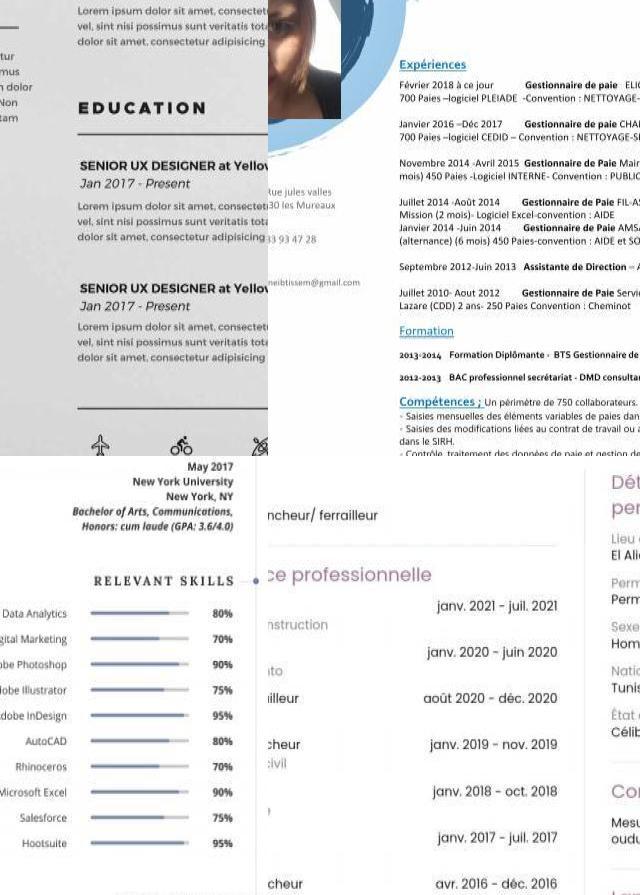 Lorem ipsum dolor sit amet, consectet
vel, sint nisi possimus sunt veniam tota
dolor sit amet, consectetur adipisicing
tur
mus
n dolor
Non
tam
EDUCATION
SENIOR UX DESIGNER at Yellow
Jan 2017 - Present
Lorem ipsum dolor sit amet, consectet
vel, sint nisi possimus sunt veniam tota
dolor sit amet, consectetur adipisicing
SENIOR UX DESIGNER at Yellow
Jan 2017 - Present
Lorem ipsum dolor sit amet, consectet
vel, sint nisi possimus sunt veniam tota
dolor sit amet, consectetur adipisicing
Rue jules valles
30 les Mureaux
33 93 47 28
neibtissem@gmail.com
Expériences
Février 2018 à ce jour Gestionnaire de paie ELIC
700 Paies –logiciel PLEIADE -Convention : NETTOYAGE-
Janvier 2016 –Déc 2017 Gestionnaire de paie CHA
700 Paies –logiciel CEDID – Convention : NETTOYAGE-S
Novembre 2014 -Avril 2015 Gestionnaire de Paie Mair
mois) 450 Paies -Logiciel INTERNE- Convention : PUBLIC
Juillet 2014 -Août 2014 Gestionnaire de Paie FIL-AS
Mission (2 mois)- Logiciel Excel-convention : AIDE
Janvier 2014 -Juin 2014 Gestionnaire de Paie AMSA
(alternance) (6 mois) 450 Paies-convention : AIDE et SO
Septembre 2012-Juin 2013 Assistante de Direction – A
Juillet 2010- Aout 2012 Gestionnaire de Paie Servic
Lazare (CDD) 2 ans- 250 Paies Convention : Cheminot
Formation
2013-2014 Formation Diplômante - BTS Gestionnaire de
2012-2013 BAC professionnel secrétariat - DMD consultan
Compétences ; Un périmètre de 750 collaborateurs.
- Saisies mensuelles des éléments variables de paies dan
- Saisies des modifications liées au contrat de travail ou a
dans le SIRH.
- Contrôle, traitement des données de paie et gestion de
May 2017
New York University
New York, NY
Bachelor of Arts, Communications,
Honors: cum laude (GPA: 3.6/4.0)
RELEVANT SKILLS
Data Analytics 80%
gital Marketing 70%
obe Photoshop 90%
dobe Illustrator 75%
dobe InDesign 95%
AutoCAD 80%
Rhinoceros 70%
Microsoft Excel 90%
Salesforce 75%
Hootsuite 95%
ncheur/ ferrailleur
ce professionnelle
janv. 2021 - juil. 2021
nstruction
janv. 2020 - juin 2020
nto
illeur août 2020 - déc. 2020
cheur janv. 2019 - nov. 2019
civil
janv. 2018 - oct. 2018
janv. 2017 - juil. 2017
cheur avr. 2016 - déc. 2016
Dét
per
Lieu
El Ali
Perm
Perm
Sexe
Hom
Natio
Tunis
État
Célib
Con
Mesu
oudu